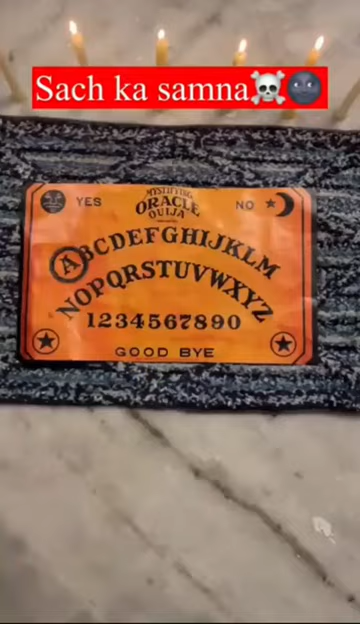 Sach ka samna☠️🌚
YES
MYSTIFYING
ORACLE
OUIJA
NO
ABCDEFGHIJKLM
NOPQRSTUVWXYZ
1234567890
GOOD BYE